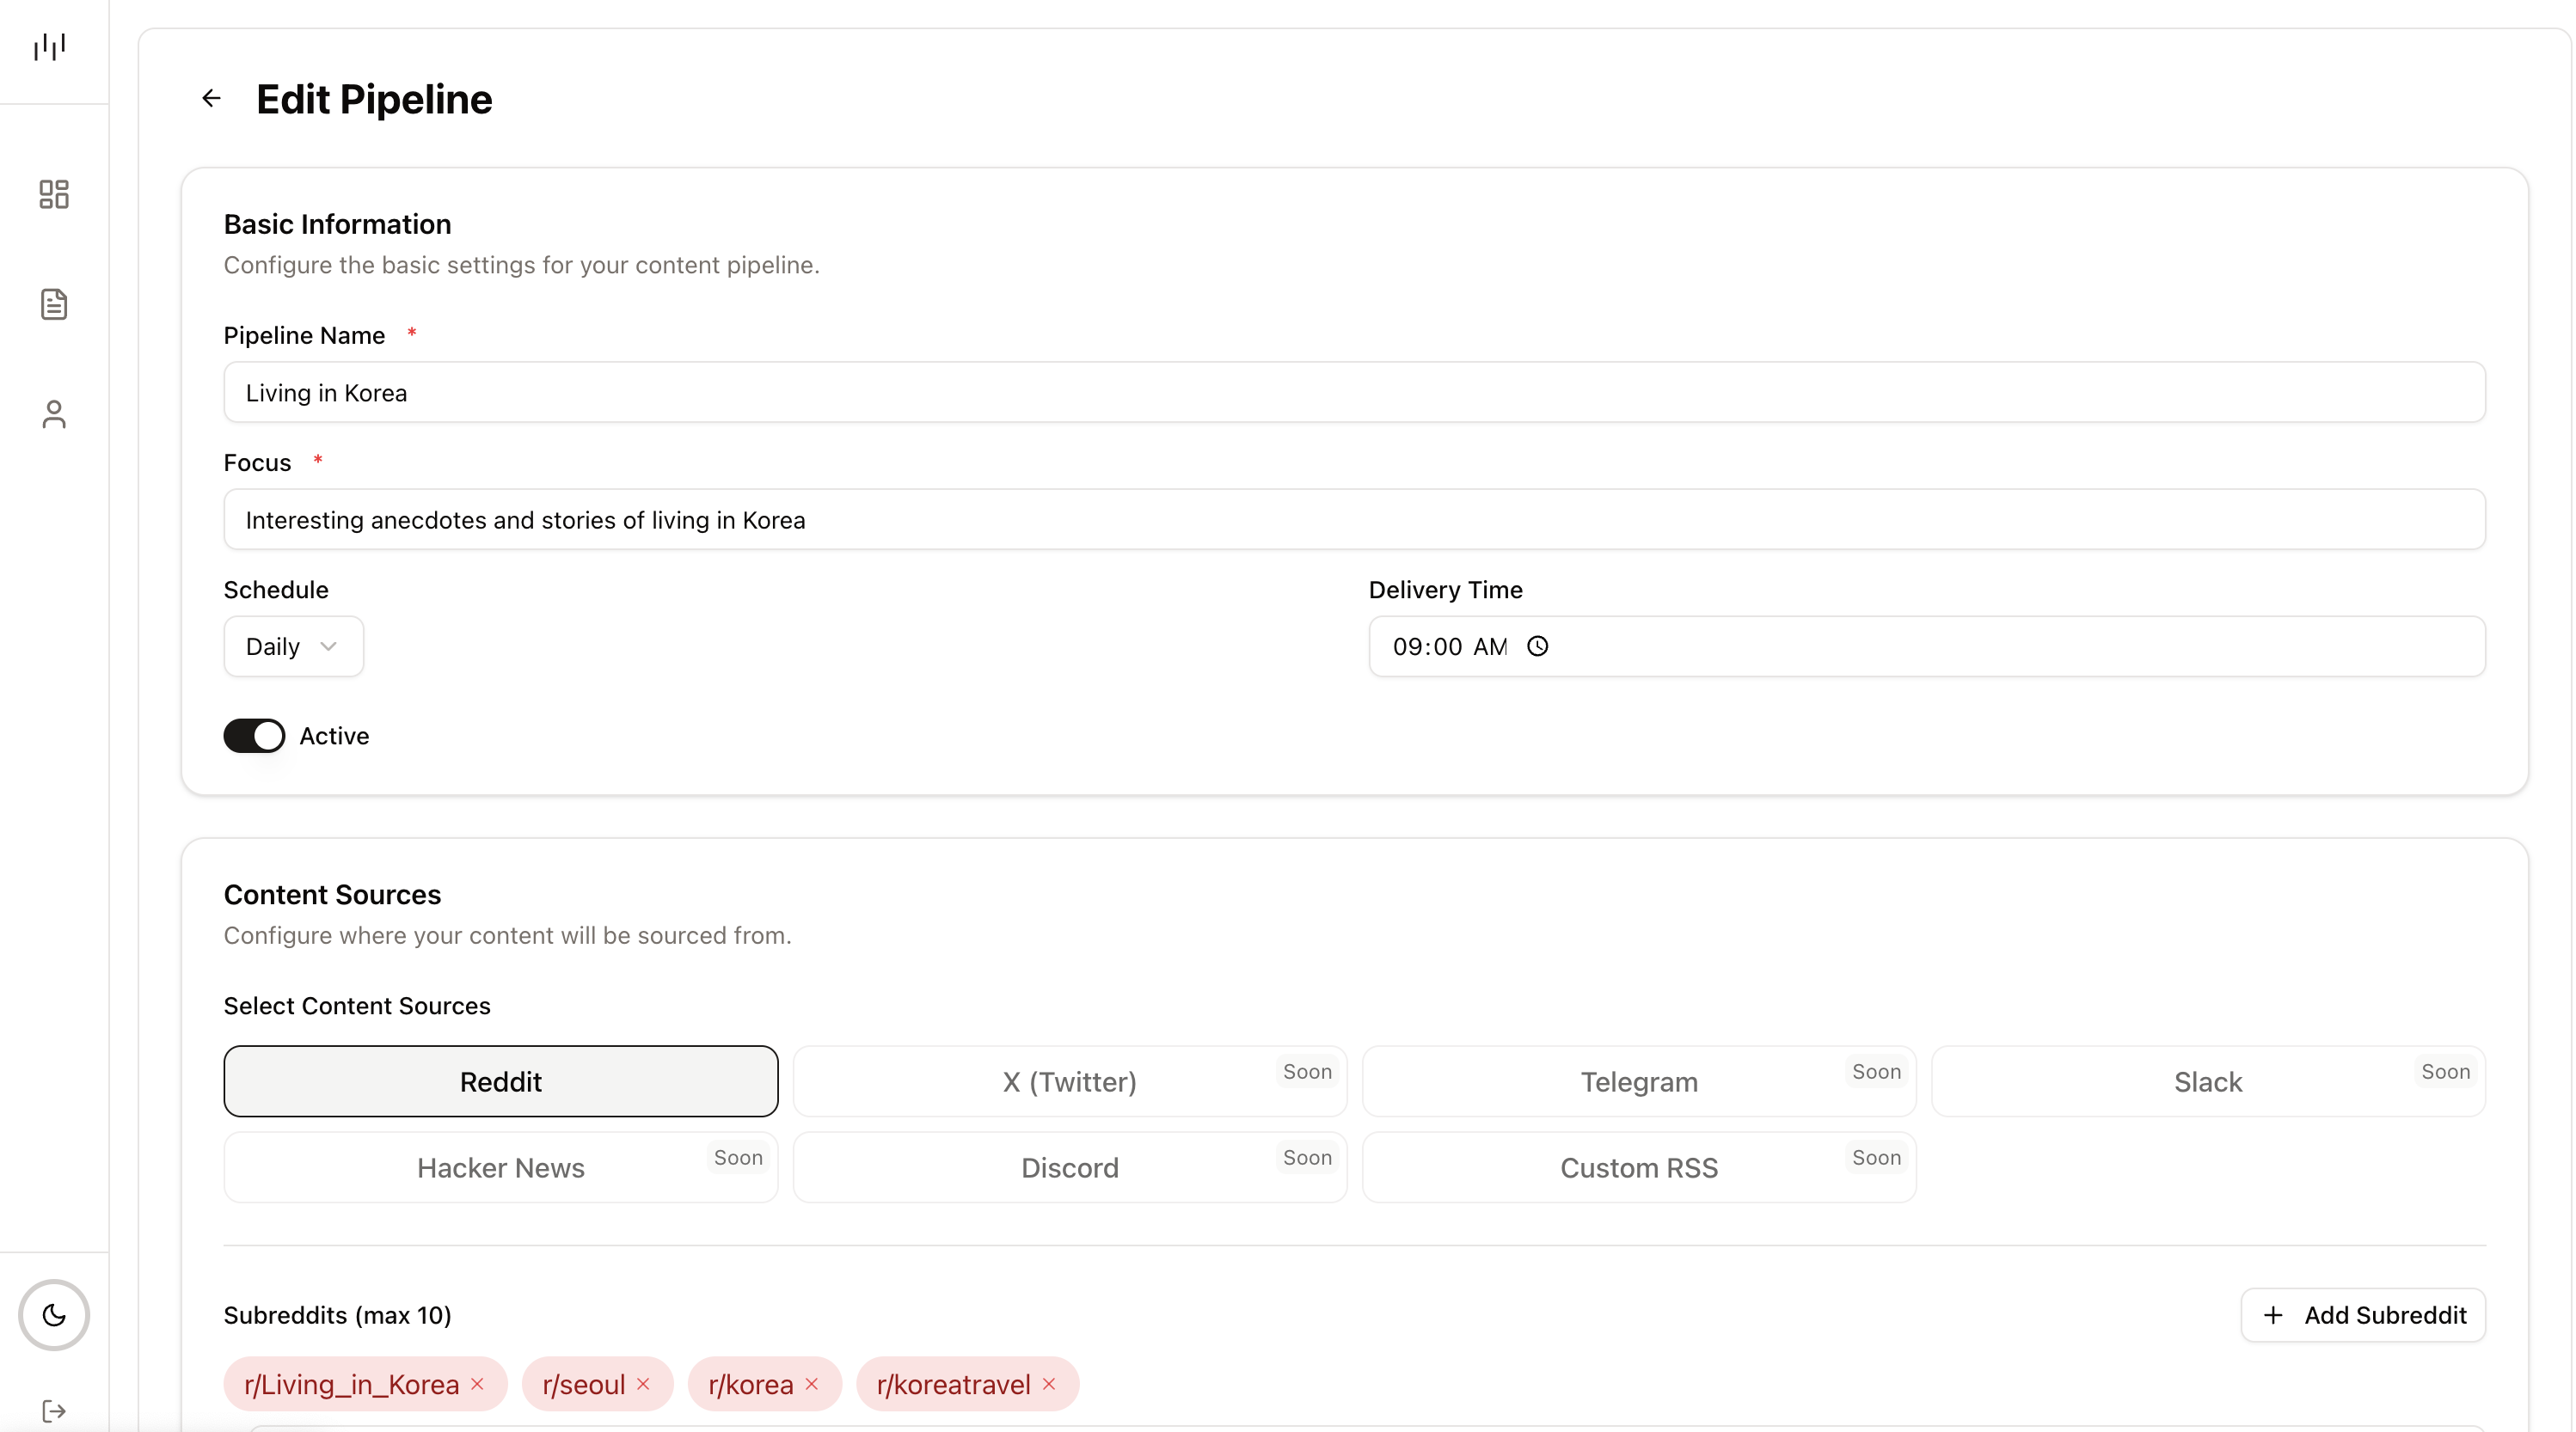 Edit Pipeline
Basic Information
Configure the basic settings for your content pipeline.
Pipeline Name *
Living in Korea
Focus *
Interesting anecdotes and stories of living in Korea
Schedule
Delivery Time
Daily
09:00 AM
Active
Content Sources
Configure where your content will be sourced from.
Select Content Sources
Reddit
X (Twitter) Soon
Telegram Soon
Slack Soon
Hacker News Soon
Discord Soon
Custom RSS Soon
Subreddits (max 10)
+ Add Subreddit
r/Living_in_Korea × r/seoul × r/korea × r/koreatravel ×